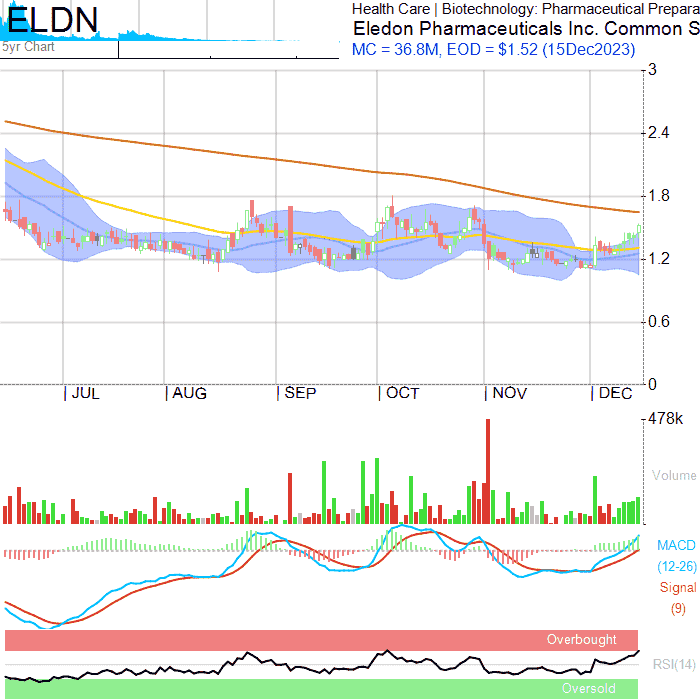 ELDN
5yr Chart
Health Care | Biotechnology: Pharmaceutical Prepara
Eledon Pharmaceuticals Inc. Common S
MC = 36.8M, EOD = $1.52 (15Dec2023)
3
2.4
1.8
1.2
0.6
0
JUL AUG SEP OCT NOV DEC
478k
Volume
MACD
(12-26)
Signal
(9)
Overbought
RSI(14)
Oversold